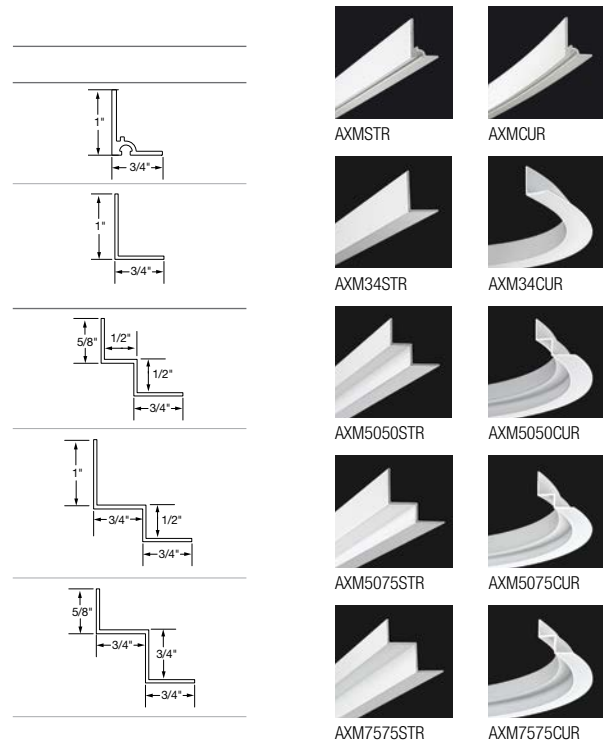 1"
3/4"
AXMSTR AXMCUR
1"
3/4"
AXM34STR AXM34CUR
5/8" 1/2"
1/2"
3/4"
AXM5050STR AXM5050CUR
1"
3/4" 1/2"
3/4"
AXM5075STR AXM5075CUR
5/8"
3/4" 3/4"
3/4"
AXM7575STR AXM7575CUR